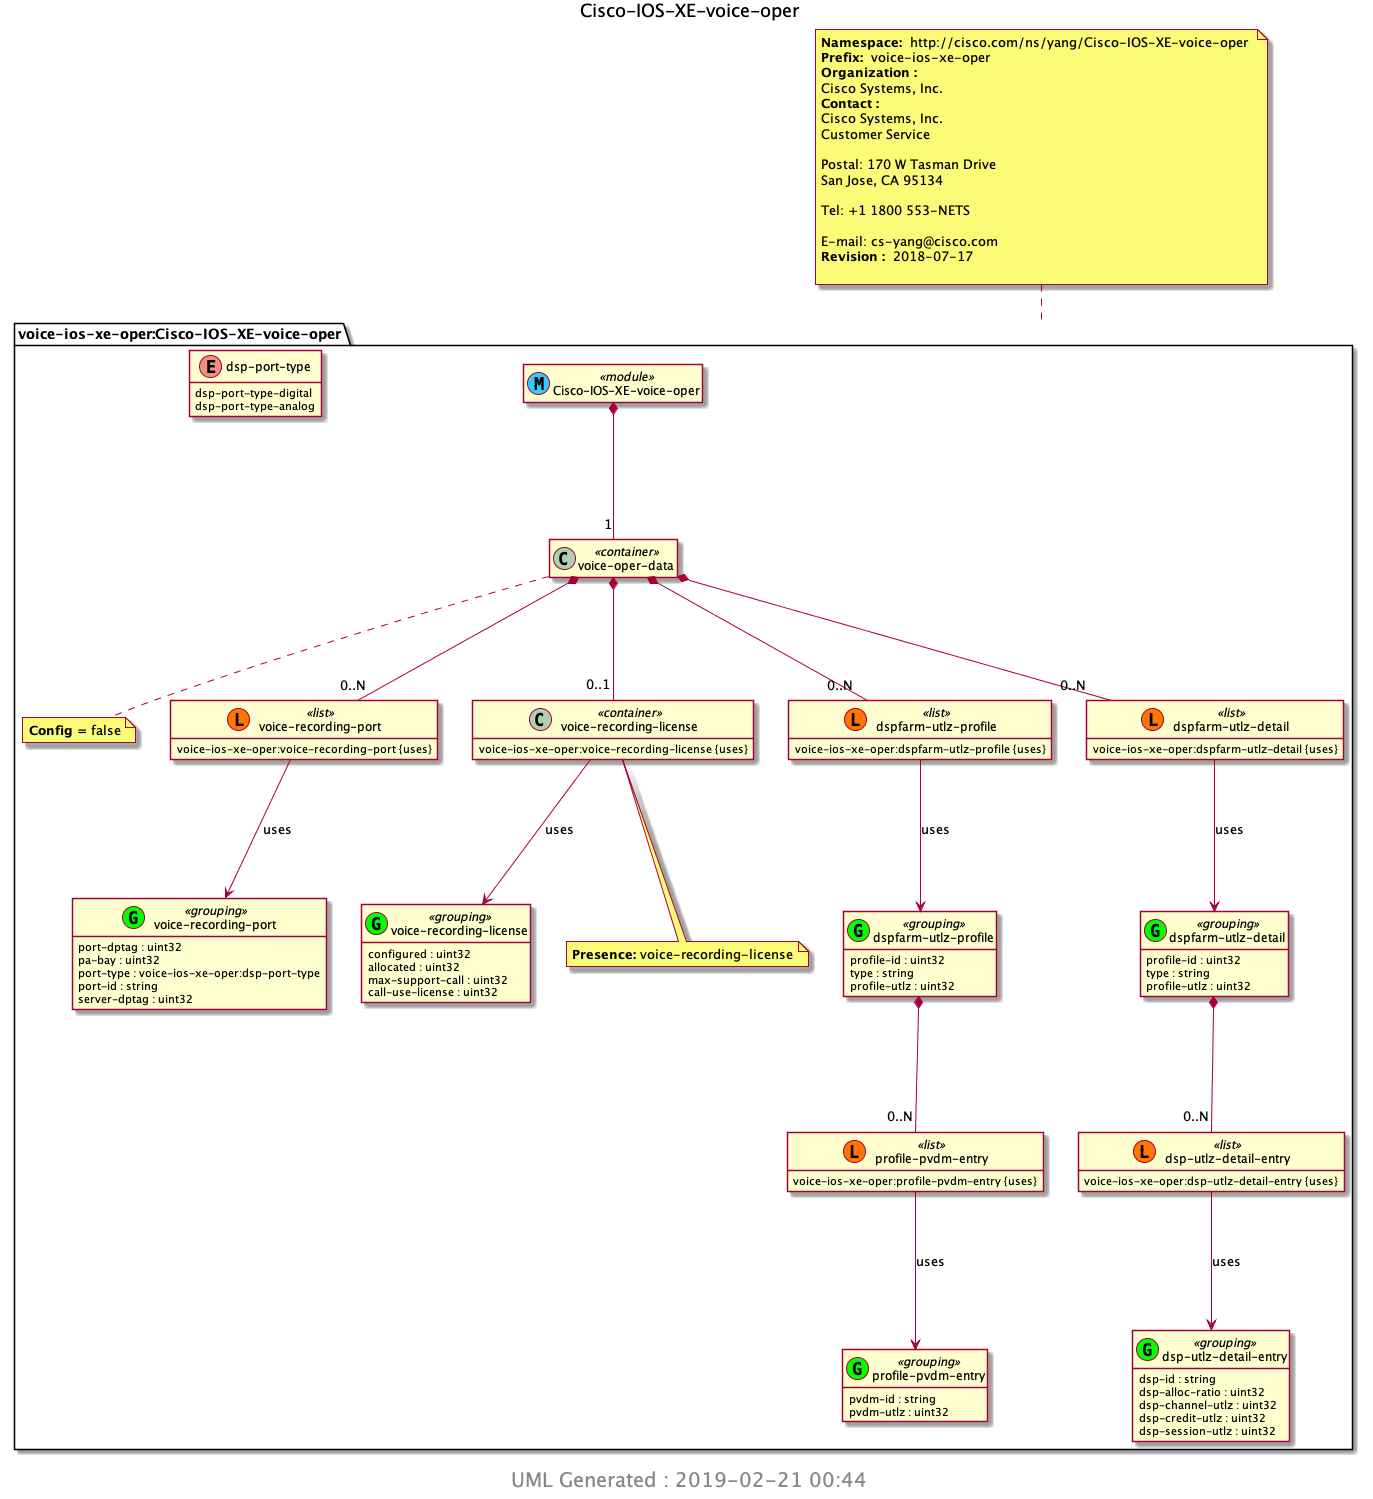 Cisco-IOS-XE-voice-oper
Namespace: http://cisco.com/ns/yang/Cisco-IOS-XE-voice-oper
Prefix: voice-ios-xe-oper
Organization :
Cisco Systems, Inc.
Contact :
Cisco Systems, Inc.
Customer Service
Postal: 170 W Tasman Drive
San Jose, CA 95134
Tel: +1 1800 553-NETS
E-mail: cs-yang@cisco.com
Revision : 2018-07-17
voice-ios-xe-oper:Cisco-IOS-XE-voice-oper
E dsp-port-type
dsp-port-type-digital
dsp-port-type-analog
M
«module»
Cisco-IOS-XE-voice-oper
1
C
«container»
voice-oper-data
0..N
0..1
0..N
0..N
Config = false
L
«list»
voice-recording-port
voice-ios-xe-oper:voice-recording-port {uses}
C
«container»
voice-recording-license
voice-ios-xe-oper:voice-recording-license {uses}
L
«list»
dspfarm-utlz-profile
voice-ios-xe-oper:dspfarm-utlz-profile {uses}
L
«list»
dspfarm-utlz-detail
voice-ios-xe-oper:dspfarm-utlz-detail {uses}
uses
uses
uses
uses
G
«grouping»
voice-recording-port
port-dptag : uint32
pa-bay : uint32
port-type : voice-ios-xe-oper:dsp-port-type
port-id : string
server-dptag : uint32
G
«grouping»
voice-recording-license
configured : uint32
allocated : uint32
max-support-call : uint32
call-use-license : uint32
Presence: voice-recording-license
G
«grouping»
dspfarm-utlz-profile
profile-id : uint32
type : string
profile-utlz : uint32
G
«grouping»
dspfarm-utlz-detail
profile-id : uint32
type : string
profile-utlz : uint32
0..N
0..N
L
«list»
profile-pvdm-entry
voice-ios-xe-oper:profile-pvdm-entry {uses}
L
«list»
dsp-utlz-detail-entry
voice-ios-xe-oper:dsp-utlz-detail-entry {uses}
uses
uses
G
«grouping»
profile-pvdm-entry
pvdm-id : string
pvdm-utlz : uint32
G
«grouping»
dsp-utlz-detail-entry
dsp-id : string
dsp-alloc-ratio : uint32
dsp-channel-utlz : uint32
dsp-credit-utlz : uint32
dsp-session-utlz : uint32
UML Generated : 2019-02-21 00:44